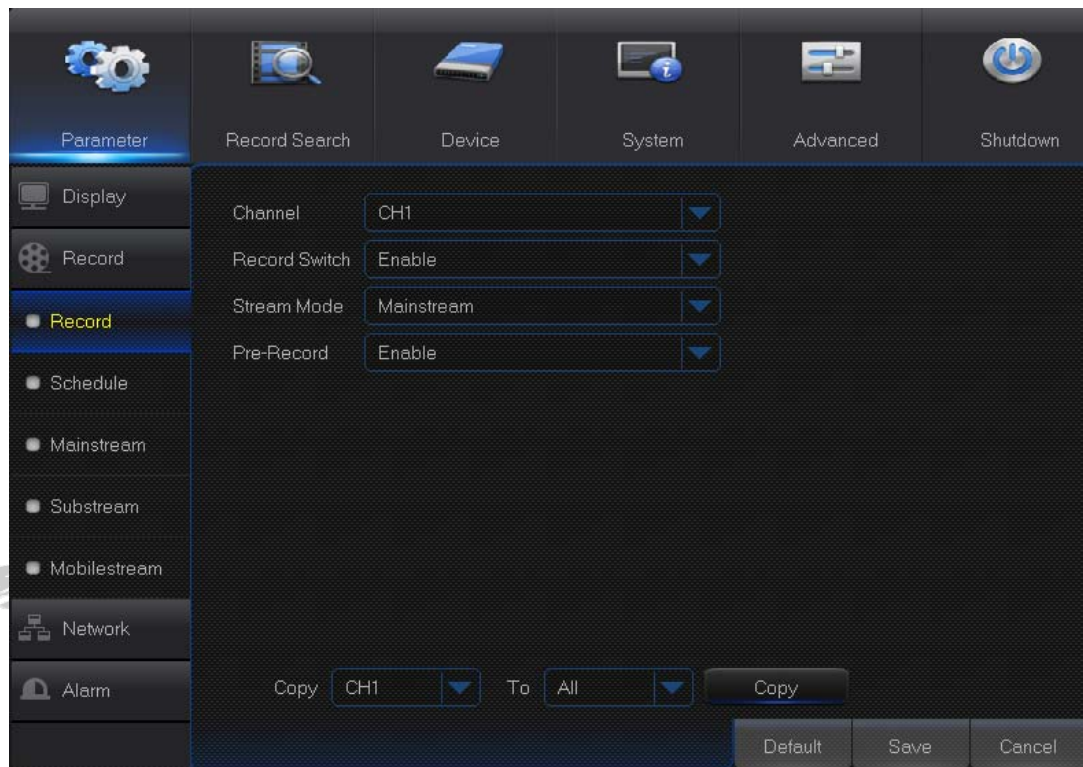 Parameter Record Search Device System Advanced Shutdown
Display
Record
Record
Schedule
Mainstream
Substream
Mobilestream
Network
Alarm
Channel CH1
Record Switch Enable
Stream Mode Mainstream
Pre-Record Enable
Copy CH1 To All Copy
Default Save Cancel